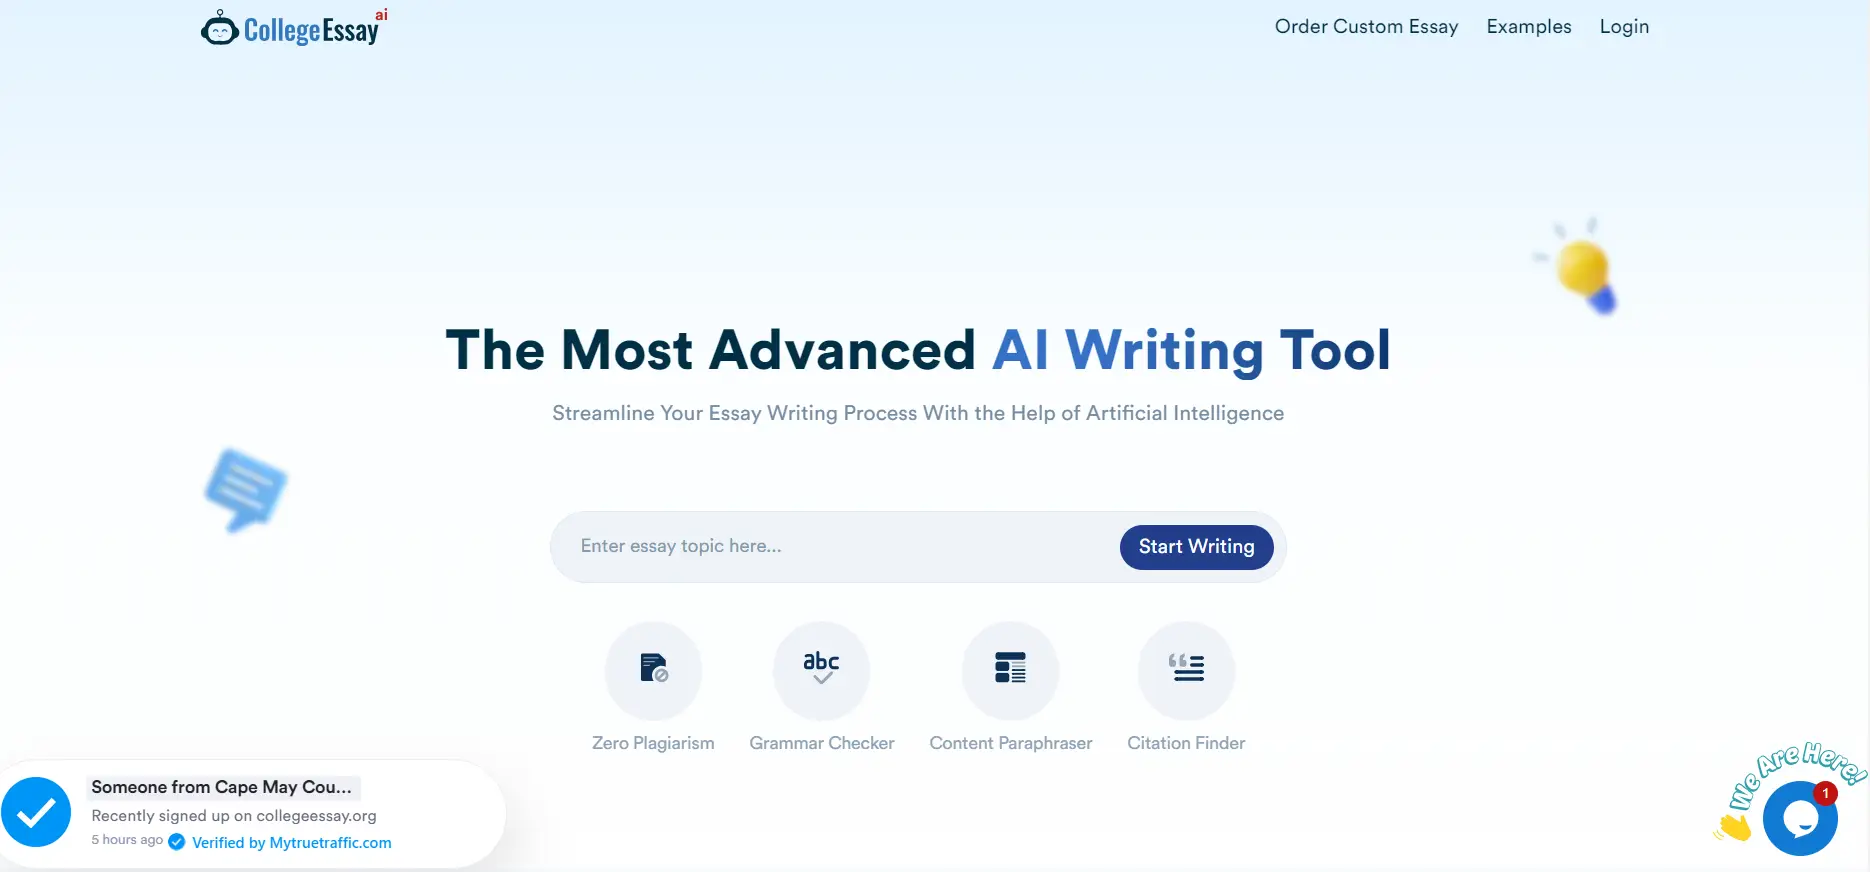 CollegeEssay ai
Order Custom Essay
Examples
Login
The Most Advanced AI Writing Tool
Streamline Your Essay Writing Process With the Help of Artificial Intelligence
Enter essay topic here...
Start Writing
abc
Zero Plagiarism
Grammar Checker
Content Paraphraser
Citation Finder
Someone from Cape May Cou...
Recently signed up on collegeessay.org
5 hours ago Verified by Mytruetraffic.com
We Are Here!
1